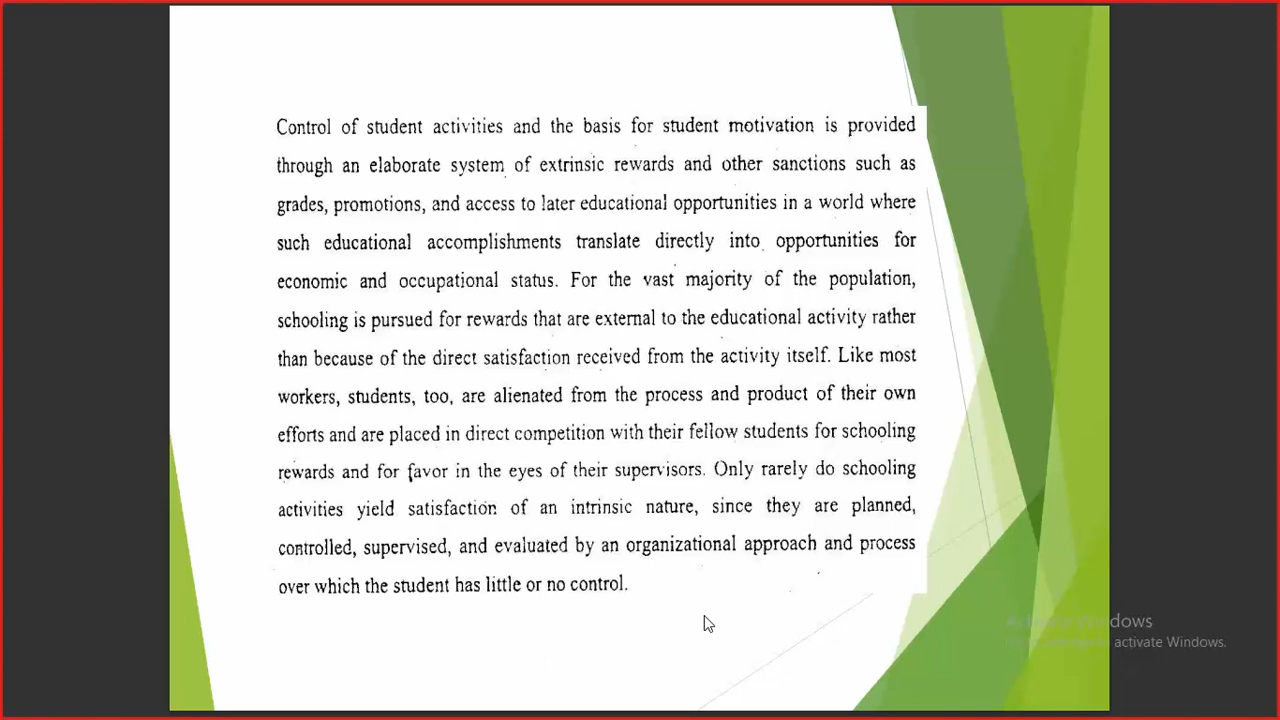 Control of student activities and the basis for student motivation is provided
through an elaborate system of extrinsic rewards and other sanctions such as
grades, promotions, and access to later educational opportunities in a world where
such educational accomplishments translate directly into opportunities for
economic and occupational status. For the vast majority of the population,
schooling is pursued for rewards that are external to the educational activity rather
than because of the direct satisfaction received from the activity itself. Like most
workers, students, too, are alienated from the process and product of their own
efforts and are placed in direct competition with their fellow students for schooling
rewards and for favor in the eyes of their supervisors. Only rarely do schooling
activities yield satisfaction of an intrinsic nature, since they are planned,
controlled, supervised, and evaluated by an organizational approach and process
over which the student has little or no control.
Activate Windows
activate Windows.